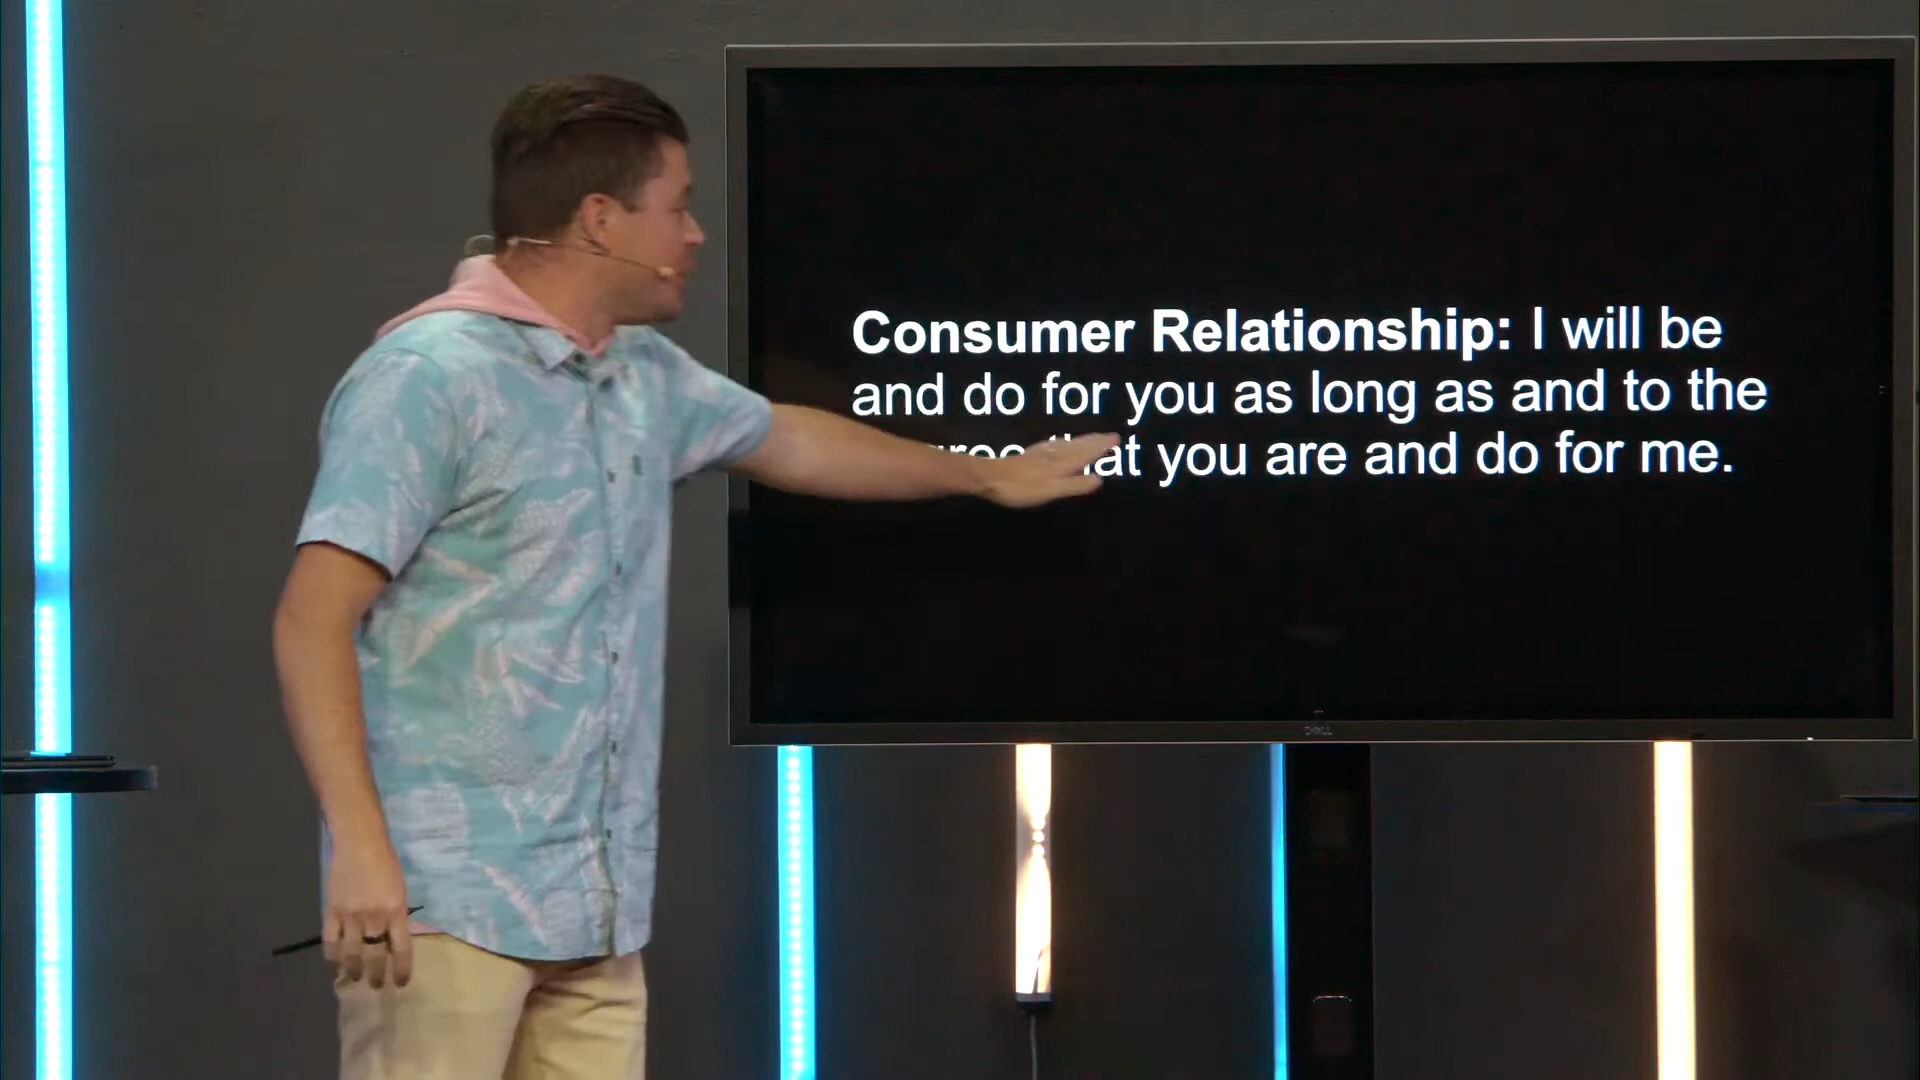 Consumer Relationship: I will be
and do for you as long as and to the
you are and do for me.
DELL